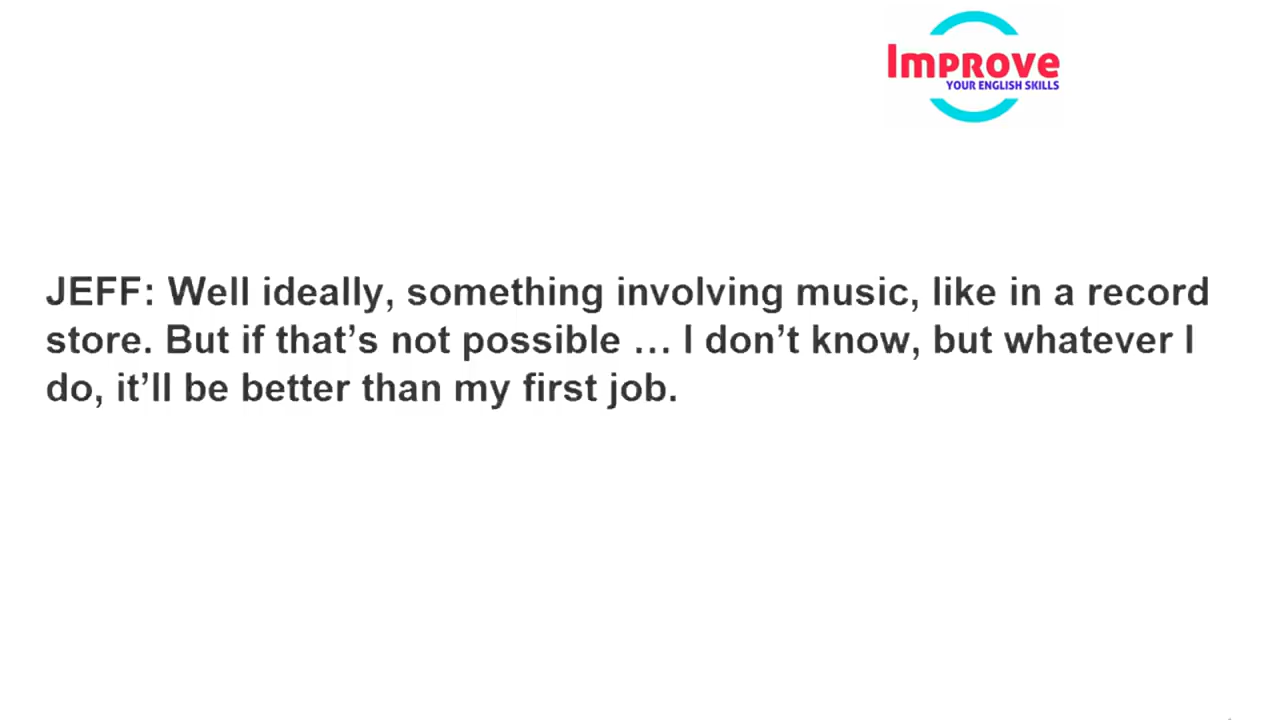 Improve
YOUR ENGLISH SKILLS
JEFF: Well ideally, something involving music, like in a record
store. But if that’s not possible … I don’t know, but whatever I
do, it’ll be better than my first job.